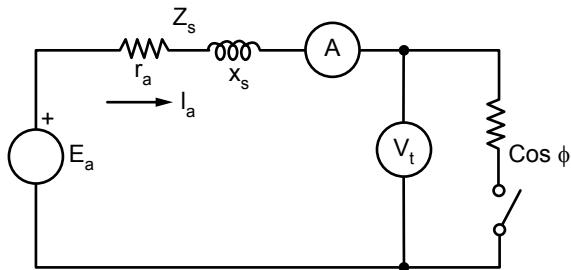 Z_s
A
r_a
x_s
I_a
+
E_a
V_t
Cos ϕ